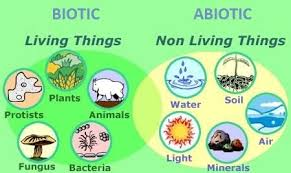 BIOTIC
Living Things
Plants
Protists
Animals
Fungus
Bacteria
ABIOTIC
Non Living Things
Water
Soil
Air
Light
Minerals